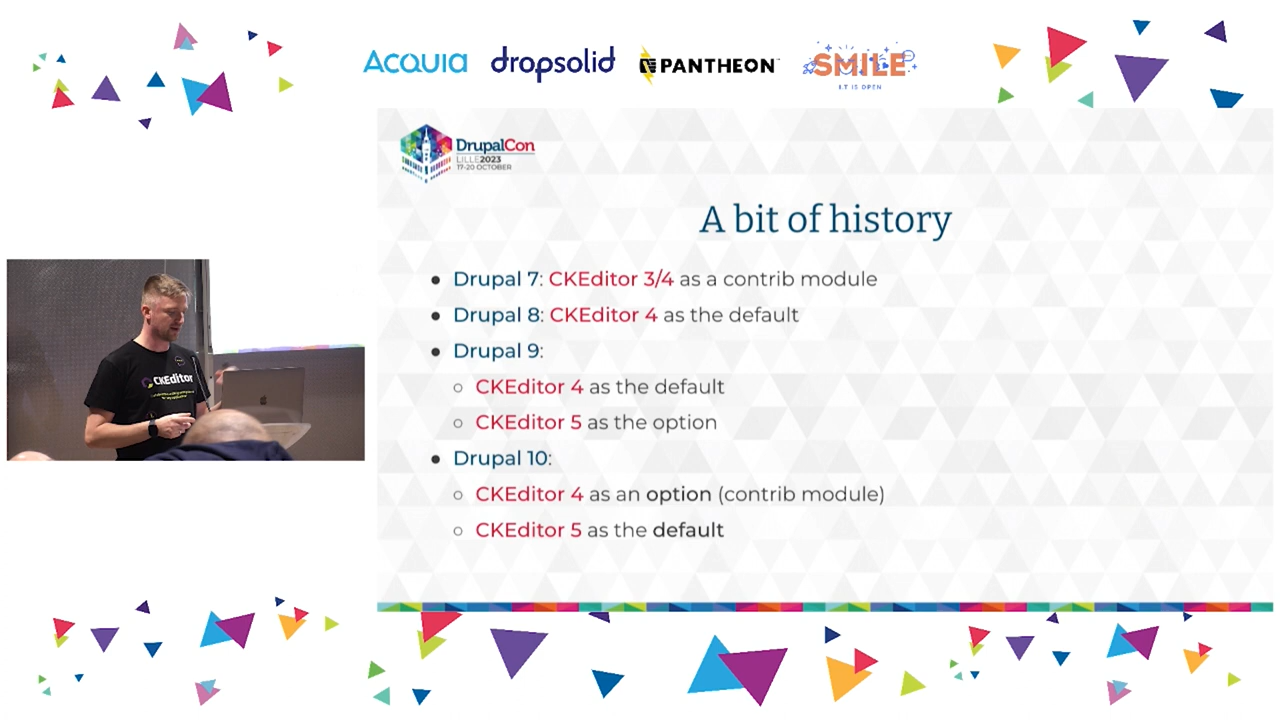 ACQUIA
dropsolid
PANTHEON
SMILE
I.T IS OPEN
DrupalCon
LILLE2023
17-20 OCTOBER
A bit of history
Drupal 7: CKEditor 3/4 as a contrib module
Drupal 8: CKEditor 4 as the default
Drupal 9:
CKEditor 4 as the default
CKEditor 5 as the option
Drupal 10:
CKEditor 4 as an option (contrib module)
CKEditor 5 as the default
CKEditor